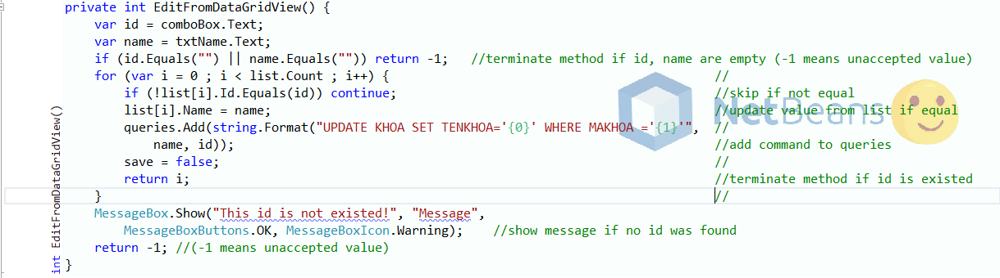 private int EditFromDataGridView() {
var id = comboBox.Text;
var name = txtName.Text;
if (id.Equals("") || name.Equals("")) return -1;   //terminate method if id, name are empty (-1 means unaccepted value)
for (var i = 0 ; i < list.Count ; i++) {   //
if (!list[i].Id.Equals(id)) continue;   //skip if not equal
list[i].Name = name;   //update value from list if equal
queries.Add(string.Format("UPDATE KHOA SET TENKHOA='{0}' WHERE MAKHOA ='{1}'",   //
name, id));   //add command to queries
save = false;   //
return i;   //terminate method if id is existed
}   //
MessageBox.Show("This id is not existed!", "Message",
MessageBoxButtons.OK, MessageBoxIcon.Warning);   //show message if no id was found
return -1; //(-1 means unaccepted value)
}
int EditFromDataGridView()
NetBeans